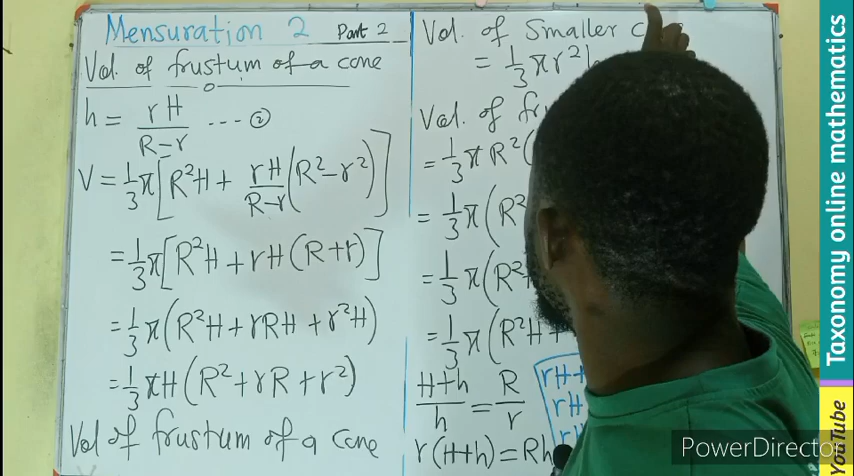 Mensuration 2 Part 2
Vol. of frustum of a cone
h = rH/(R−r) ---- ②
V = 1/3 π[R²H + rH/(R−r) (R²−r²)]
= 1/3 π[R²H + rH(R+r)]
= 1/3 π(R²H + rRH + r²H)
= 1/3 πH(R² + rR + r²)
Vol of frustum of a cone
Vol. of Smaller
= 1/3 πr²
Vol. of
= 1/3 πR²(
= 1/3 π(R²
= 1/3 π(R²
= 1/3 π(R²H +
(H+h)/h = R/r
r(H+h) = Rh
rH+
rH
Taxonomy online mathematics
YouTube
PowerDirector